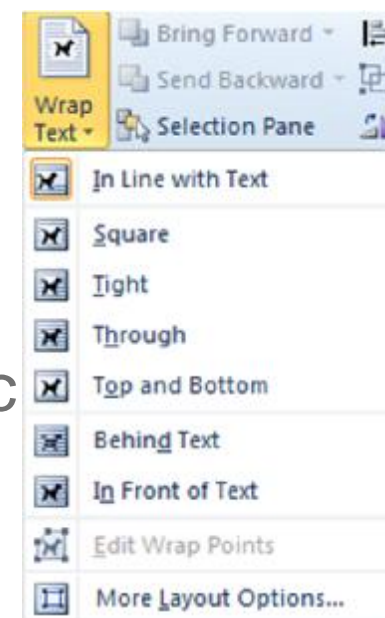 Bring Forward
Send Backward
Wrap
Text
Selection Pane
In Line with Text
Square
Tight
Through
c
Top and Bottom
Behind Text
In Front of Text
Edit Wrap Points
More Layout Options...